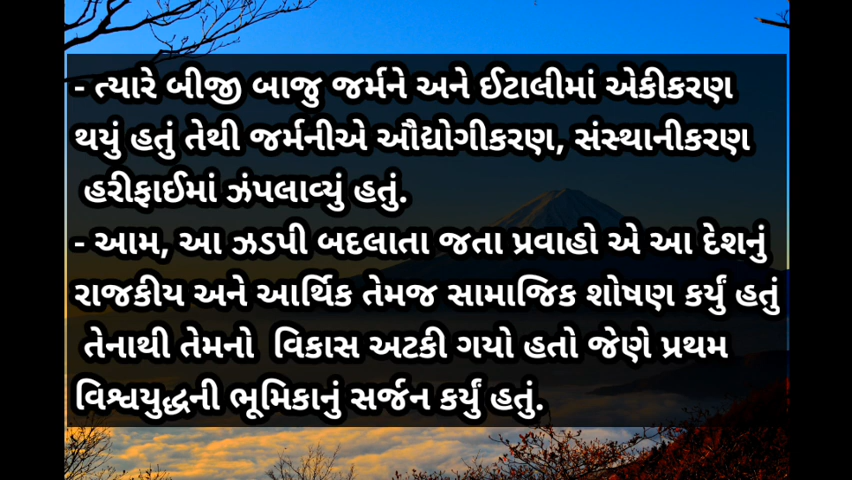 - ત્યારે બીજી બાજુ જર્મને અને ઈટાલીમાં એકીકરણ
થયું હતું તેથી જર્મનીએ ઔદ્યોગીકરણ, સંસ્થાનીકરણ
હરીફાઈમાં ઝંપલાવ્યું હતું.
- આમ, આ ઝડપી બદલાતા જતા પ્રવાહો એ આ દેશનું
રાજકીય અને આર્થિક તેમજ સામાજિક શોષણ કર્યું હતું
તેનાથી તેમનો વિકાસ અટકી ગયો હતો જેણે પ્રથમ
વિશ્વયુદ્ધની ભૂમિકાનું સર્જન કર્યું હતું.